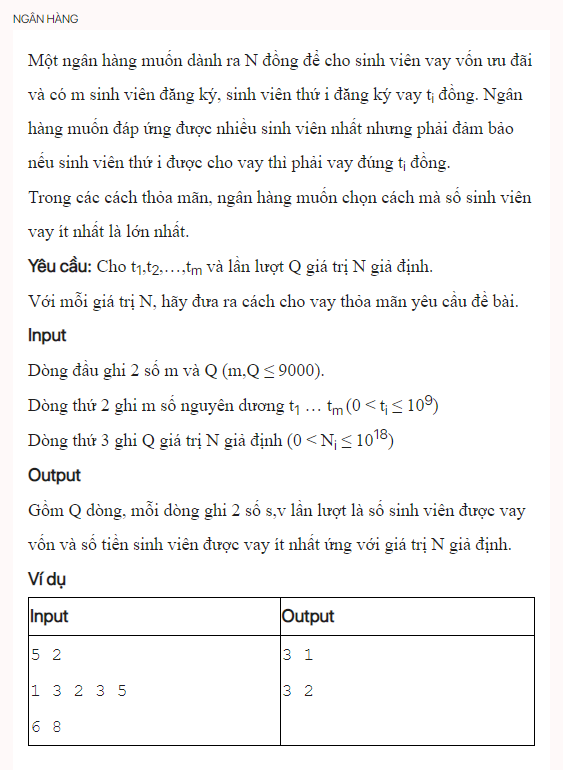 NGÂN HÀNG
Một ngân hàng muốn dành ra N đồng để cho sinh viên vay vốn ưu đãi
và có m sinh viên đăng ký, sinh viên thứ i đăng ký vay tᵢ đồng. Ngân
hàng muốn đáp ứng được nhiều sinh viên nhất nhưng phải đảm bảo
nếu sinh viên thứ i được cho vay thì phải vay đúng tᵢ đồng.
Trong các cách thỏa mãn, ngân hàng muốn chọn cách mà số sinh viên
vay ít nhất là lớn nhất.
Yêu cầu: Cho t₁,t₂,…,tₘ và lần lượt Q giá trị N giả định.
Với mỗi giá trị N, hãy đưa ra cách cho vay thỏa mãn yêu cầu đề bài.
Input
Dòng đầu ghi 2 số m và Q (m,Q ≤ 9000).
Dòng thứ 2 ghi m số nguyên dương t₁ … tₘ (0 < tᵢ ≤ 10⁹)
Dòng thứ 3 ghi Q giá trị N giả định (0 < Nᵢ ≤ 10¹⁸)
Output
Gồm Q dòng, mỗi dòng ghi 2 số s,v lần lượt là số sinh viên được vay
vốn và số tiền sinh viên được vay ít nhất ứng với giá trị N giả định.
Ví dụ
Input Output
5 2 3 1
1 3 2 3 5 3 2
6 8